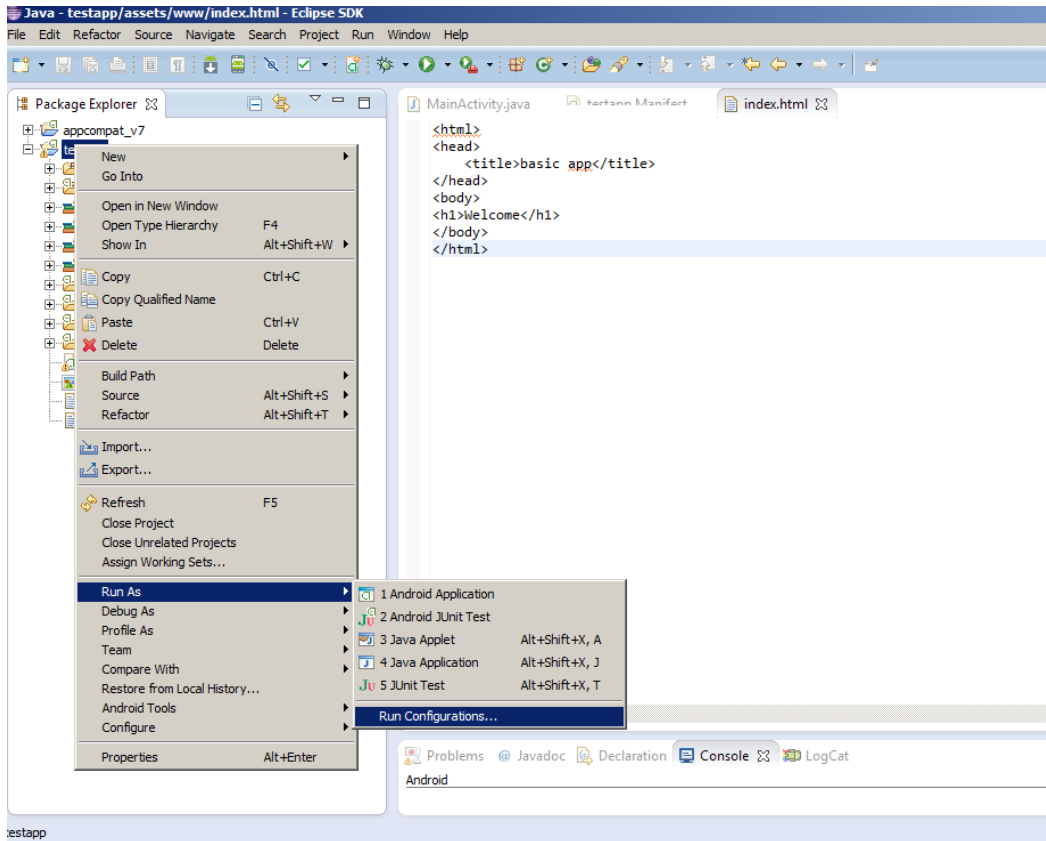 Java - testapp/assets/www/index.html - Eclipse SDK
File Edit Refactor Source Navigate Search Project Run Window Help
Package Explorer
appcompat_v7
te
New
Go Into
Open in New Window
Open Type Hierarchy F4
Show In Alt+Shift+W
Copy Ctrl+C
Copy Qualified Name
Paste Ctrl+V
Delete Delete
Build Path
Source Alt+Shift+S
Refactor Alt+Shift+T
Import...
Export...
Refresh F5
Close Project
Close Unrelated Projects
Assign Working Sets...
Run As
Debug As
Profile As
Team
Compare With
Restore from Local History...
Android Tools
Configure
Properties Alt+Enter
1 Android Application
2 Android JUnit Test
3 Java Applet Alt+Shift+X, A
4 Java Application Alt+Shift+X, J
5 JUnit Test Alt+Shift+X, T
Run Configurations...
MainActivity.java testapp Manifest index.html
<html>
<head>
<title>basic app</title>
</head>
<body>
<h1>Welcome</h1>
</body>
</html>
Problems @ Javadoc Declaration Console LogCat
Android
testapp